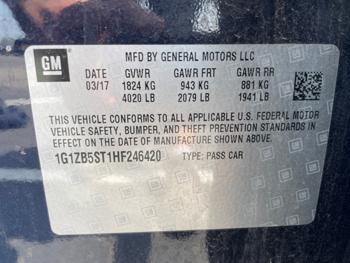 GM
MFD BY GENERAL MOTORS LLC
03/17 GVWR GAWR FRT GAWR RR
1824 KG 943 KG 881 KG
4020 LB 2079 LB 1941 LB
THIS VEHICLE CONFORMS TO ALL APPLICABLE U.S. FEDERAL MOTOR
VEHICLE SAFETY, BUMPER, AND THEFT PREVENTION STANDARDS IN
EFFECT ON THE DATE OF MANUFACTURE SHOWN ABOVE.
1G1ZB5ST1HF246420 TYPE: PASS CAR